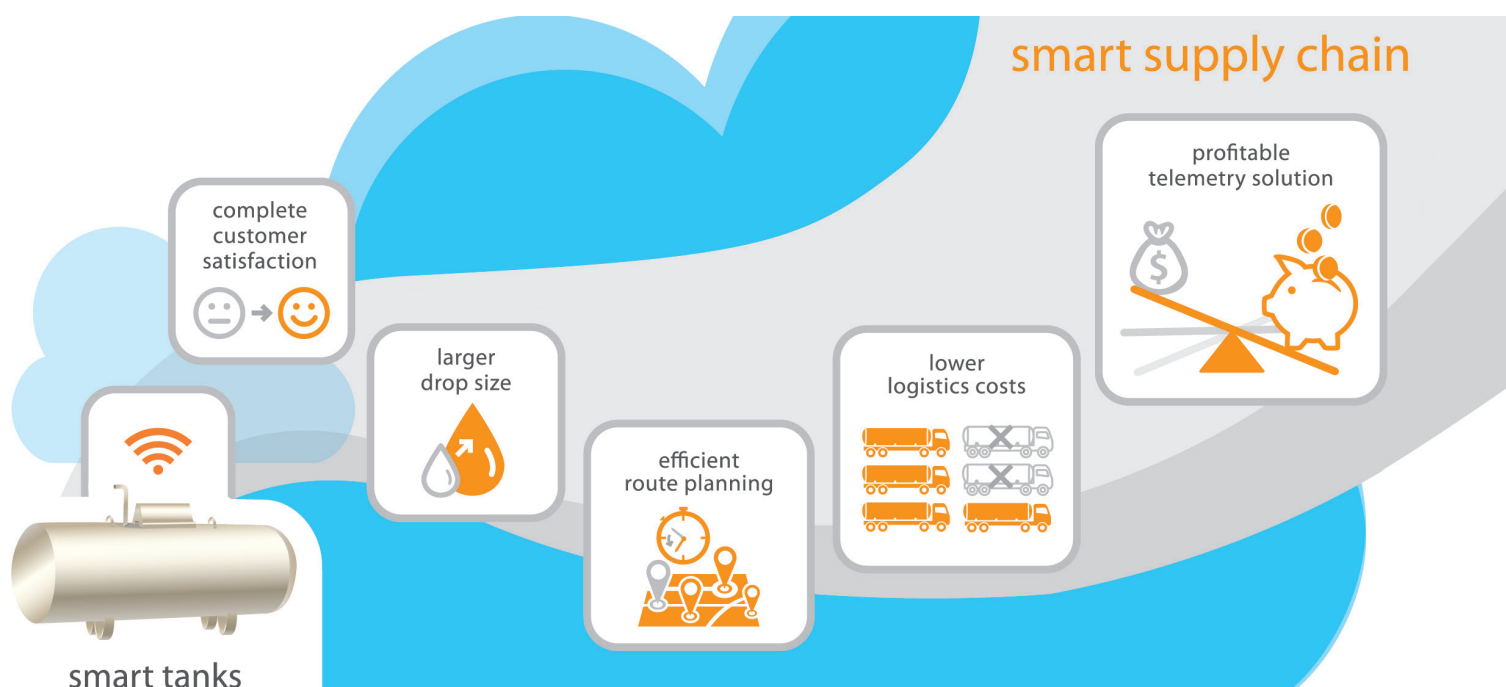 smart supply chain
profitable
telemetry solution
$
complete
customer
satisfaction
larger
drop size
lower
logistics costs
efficient
route planning
smart tanks